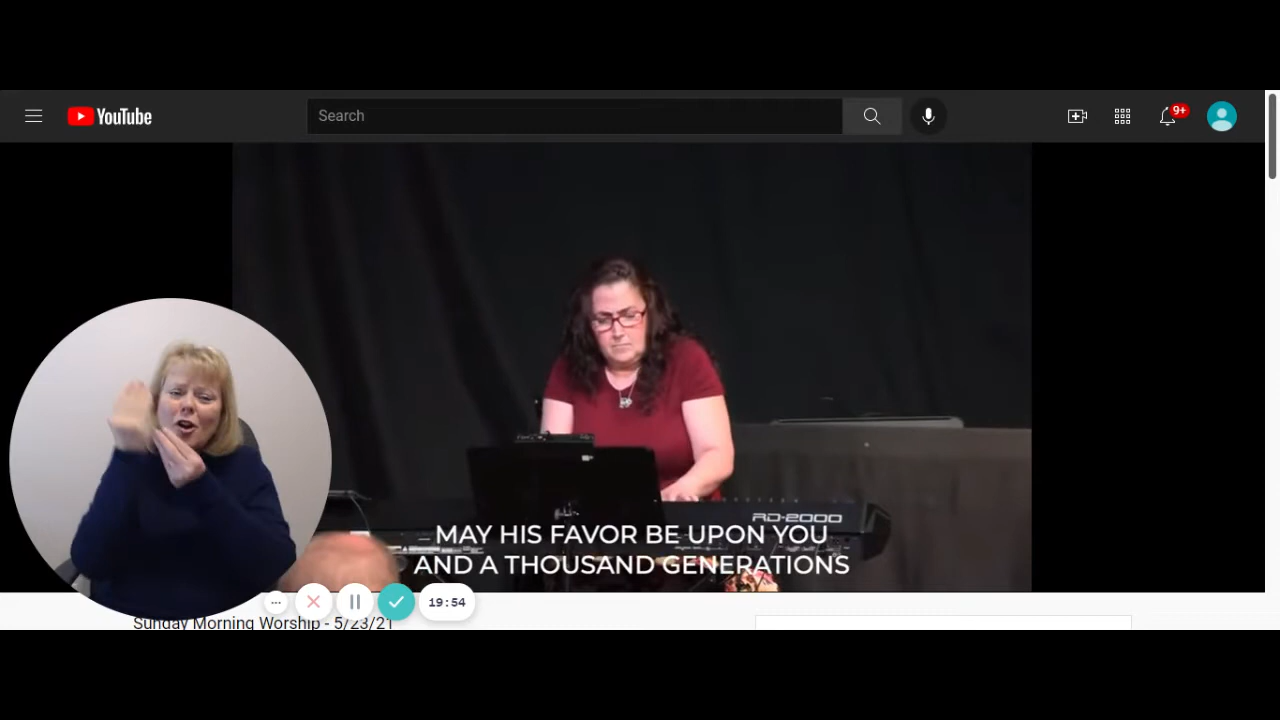 YouTube
Search
9+
RD-2000
MAY HIS FAVOR BE UPON YOU
AND A THOUSAND GENERATIONS
19:54
Sunday Morning Worship - 5/23/21